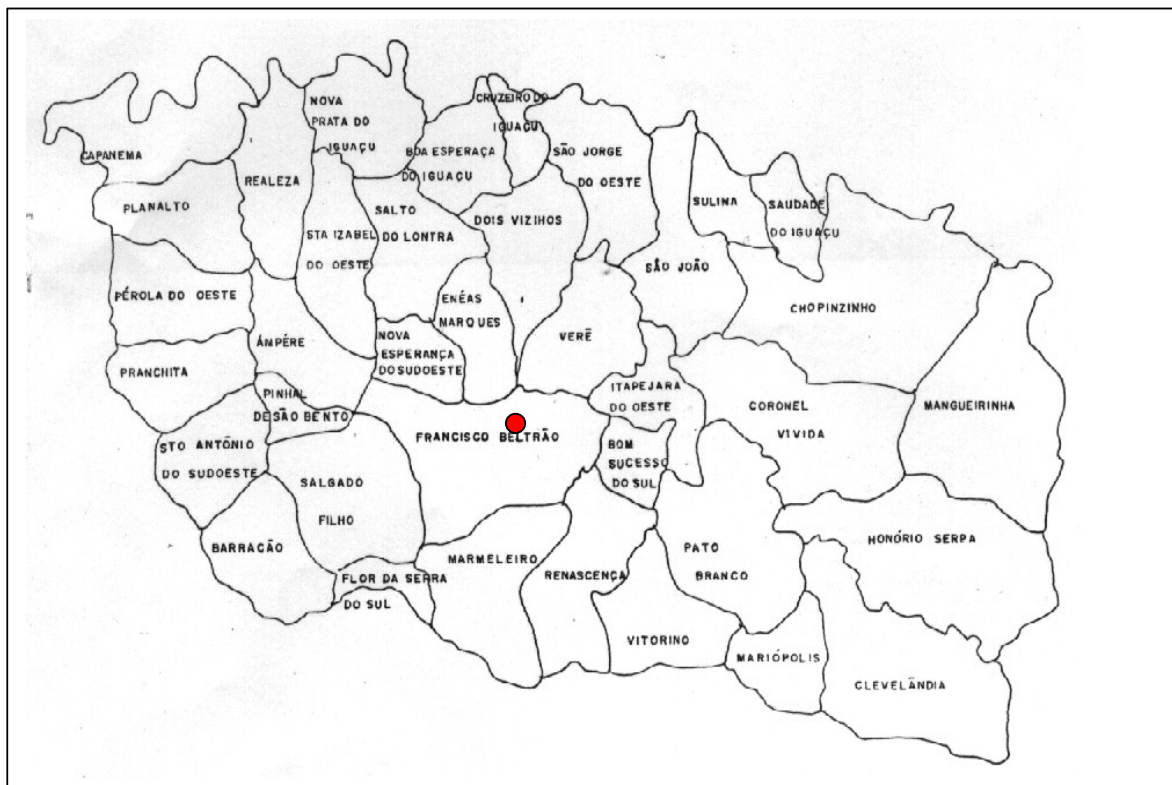 CRUZEIRO DO
IGUAÇU
NOVA
PRATA DO
IGUAÇU
BOA ESPERAÇA
DO IGUAÇU
SÃO JORGE
DO OESTE
CAPANEMA
REALEZA
PLANALTO
SALTO
DO LONTRA
DOIS VIZIHOS
SULINA
SAUDADE
DO IGUAÇU
STA IZABEL
DO OESTE
SÃO JOÃO
PÉROLA DO OESTE
ENÉAS
MARQUES
CHOPINZINHO
ÁMPÉRE
NOVA
ESPERANÇA
DO SUDOESTE
VERÊ
PRANCHITA
PINHAL
DE SÃO BENTO
ITAPEJARA
DO OESTE
CORONEL
VIVIDA
MANGUEIRINHA
STO ANTÔNIO
DO SUDOESTE
FRANCISCO BELTRÃO
BOM
SUCESSO
DO SUL
SALGADO
FILHO
BARRACÃO
MARMELEIRO
RENASCENÇA
PATO
BRANCO
HONÓRIO SERPA
FLOR DA SERRA
DO SUL
VITORINO
MARIÓPOLIS
CLEVELÂNDIA